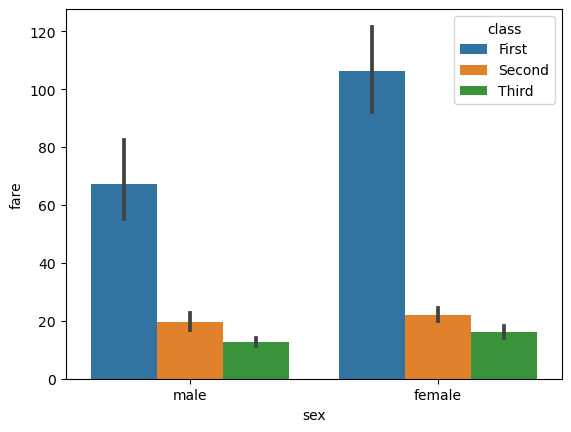 class
First
Second
Third
120
100
80
60
40
20
0
fare
male
female
sex